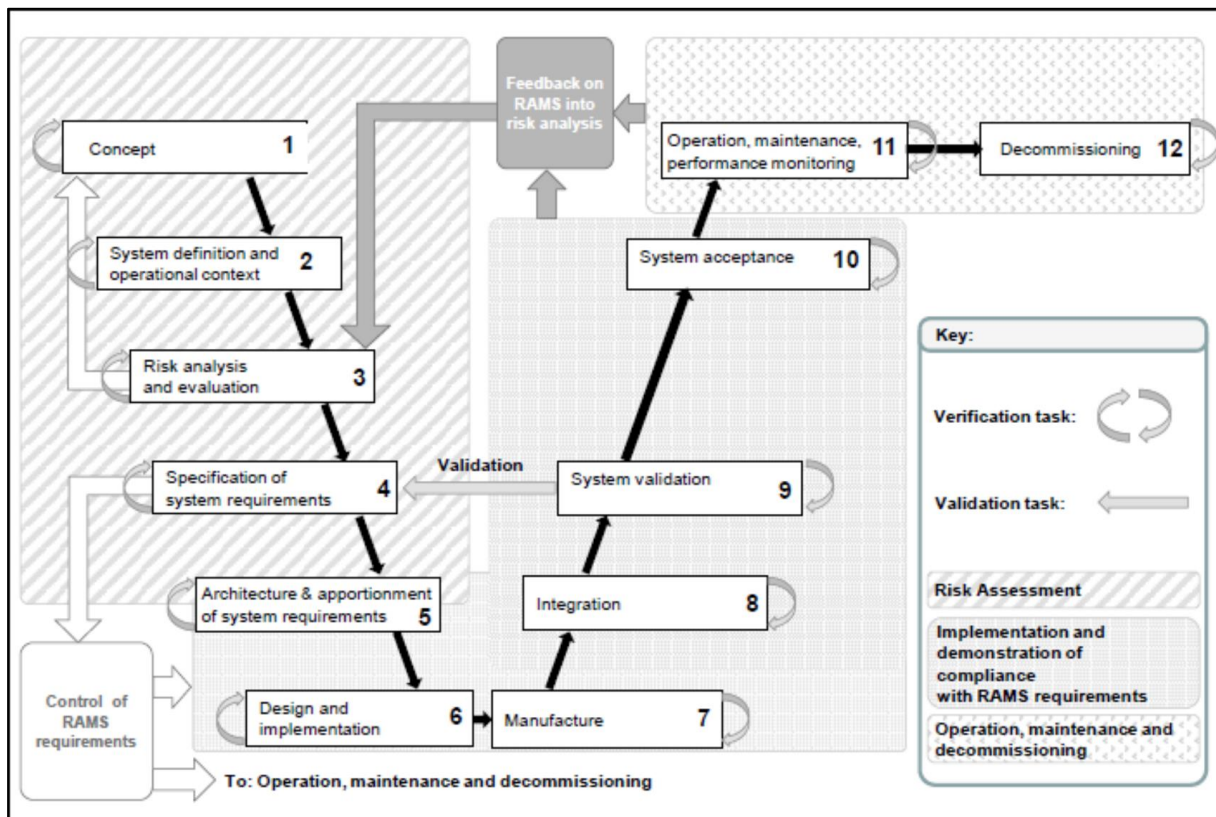 Feedback on
RAMS into
risk analysis
Concept 1
Operation, maintenance,
performance monitoring 11
Decommissioning 12
System definition and
operational context 2
System acceptance 10
Risk analysis
and evaluation 3
Validation
Specification of
system requirements 4
System validation 9
Architecture & apportionment
of system requirements 5
Integration 8
Design and
implementation 6
Manufacture 7
Control of
RAMS
requirements
To: Operation, maintenance and decommissioning
Key:
Verification task:
Validation task:
Risk Assessment
Implementation and
demonstration of
compliance
with RAMS requirements
Operation, maintenance and
decommissioning